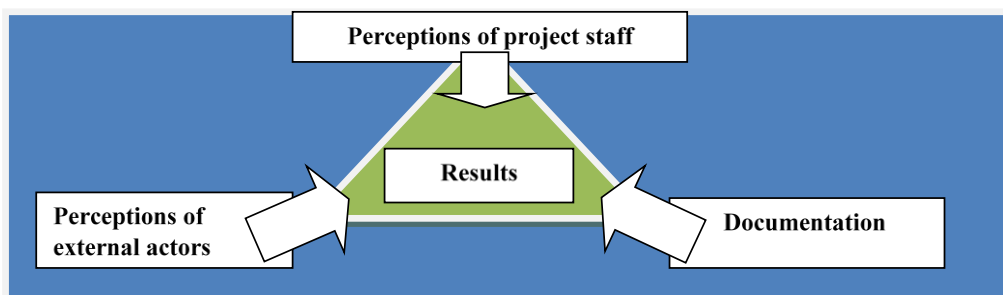 Perceptions of project staff
Results
Perceptions of
external actors
Documentation